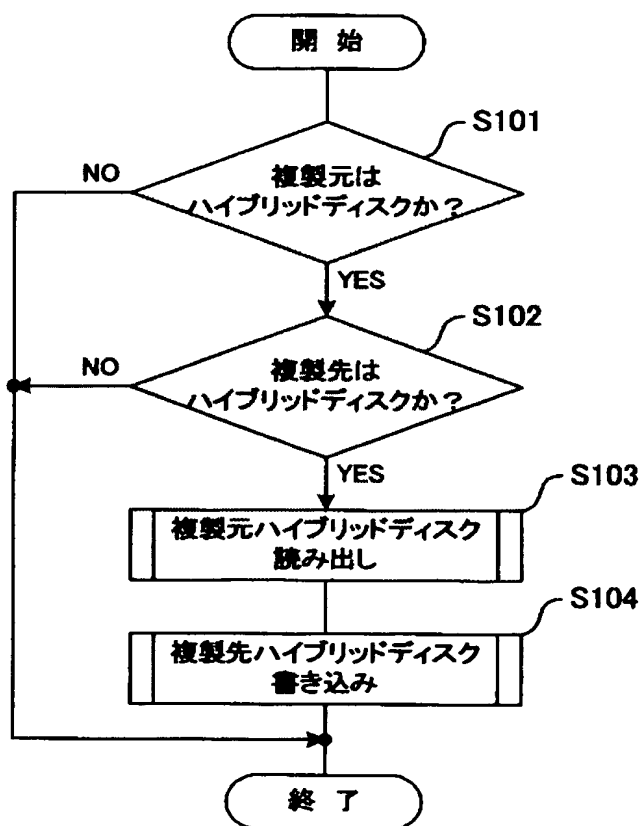 開始
S101
NO
複製元は
ハイブリッドディスクか？
YES
S102
NO
複製先は
ハイブリッドディスクか？
YES
S103
複製元ハイブリッドディスク
読み出し
S104
複製先ハイブリッドディスク
書き込み
終了